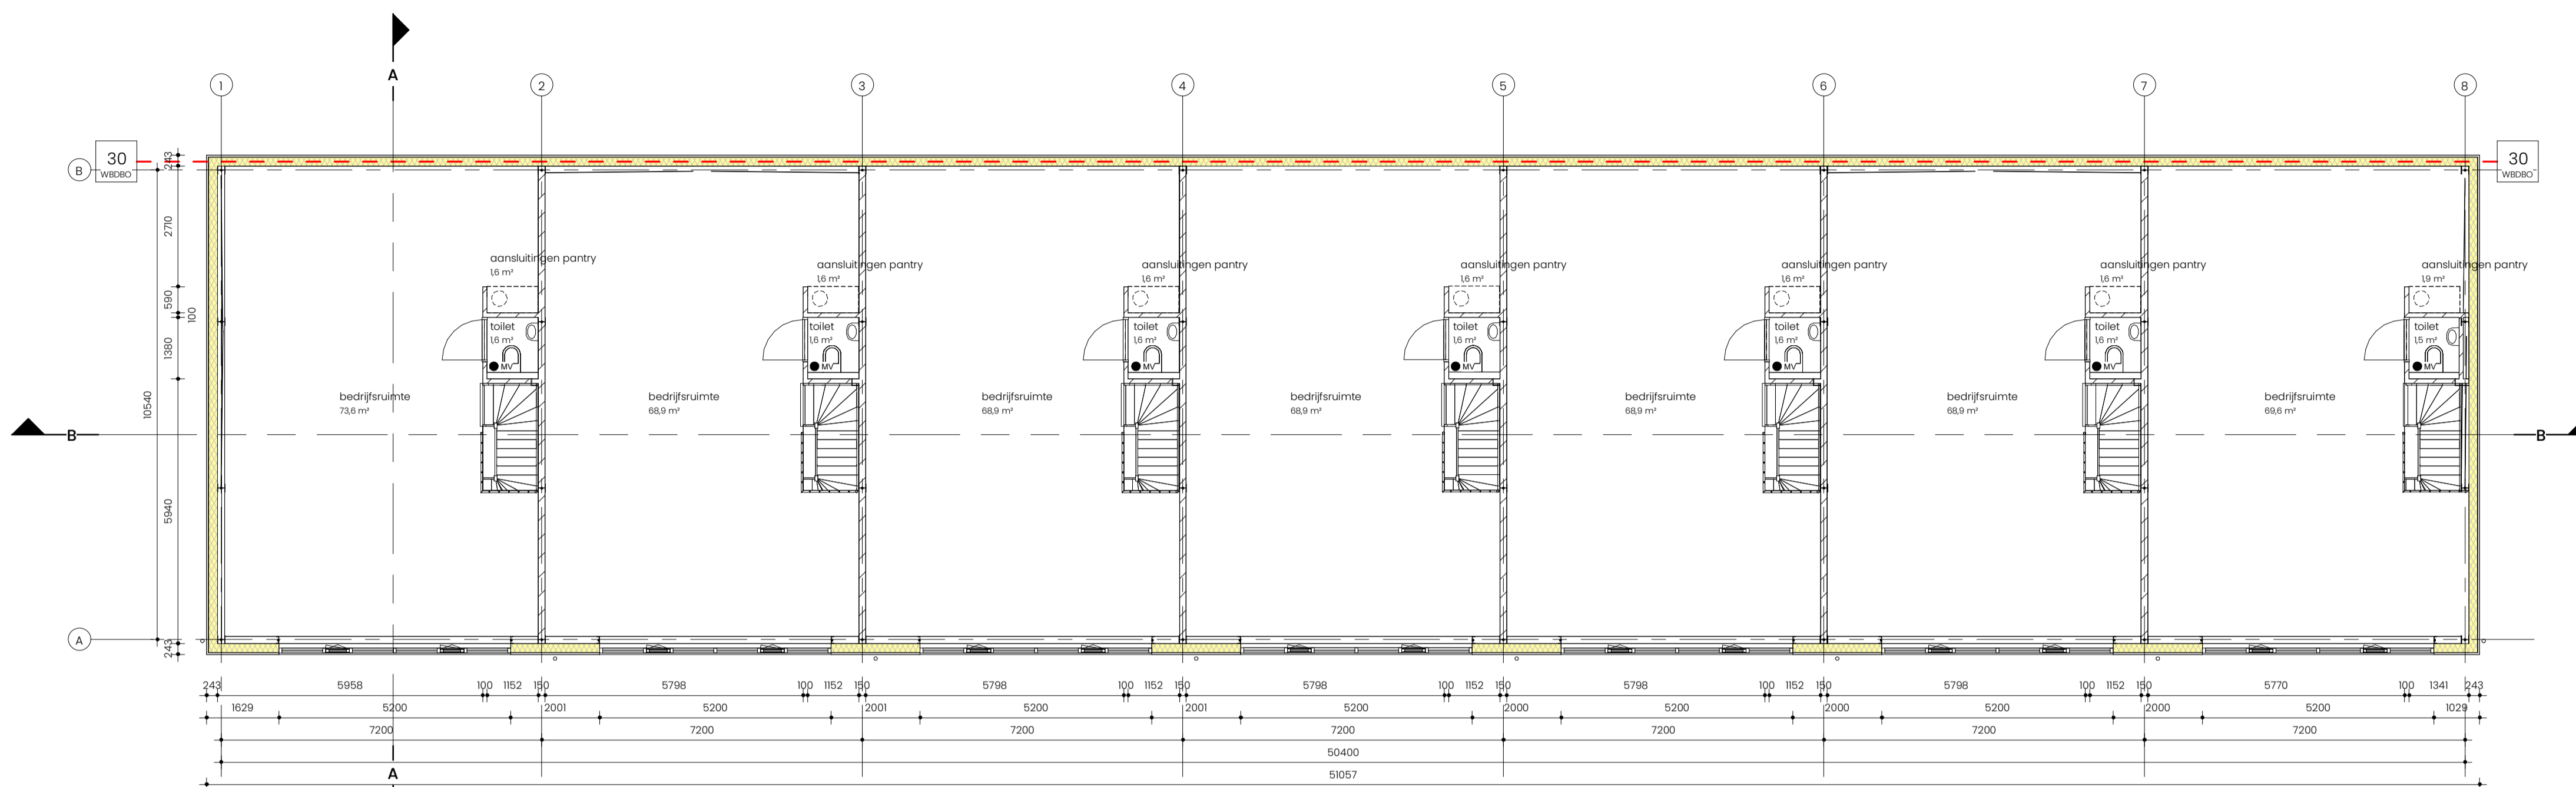 A
1 2 3 4 5 6 7 8
30
WBDBO
30
WBDBO
B
243
2710
590
100
1380
10540
5940
243
A
aansluitingen pantry
1,6 m²
aansluitingen pantry
1,6 m²
aansluitingen pantry
1,6 m²
aansluitingen pantry
1,6 m²
aansluitingen pantry
1,6 m²
aansluitingen pantry
1,6 m²
aansluitingen pantry
1,9 m²
toilet
1,6 m²
MV
toilet
1,6 m²
MV
toilet
1,6 m²
MV
toilet
1,6 m²
MV
toilet
1,6 m²
MV
toilet
1,6 m²
MV
toilet
1,5 m²
MV
bedrijfsruimte
73,6 m²
bedrijfsruimte
68,9 m²
bedrijfsruimte
68,9 m²
bedrijfsruimte
68,9 m²
bedrijfsruimte
68,9 m²
bedrijfsruimte
68,9 m²
bedrijfsruimte
69,6 m²
B B
243 5958 100 1152 150 5798 100 1152 150 5798 100 1152 150 5798 100 1152 150 5798 100 1152 150 5798 100 1152 150 5770 100 1341 243
1629 5200 2001 5200 2001 5200 2001 5200 2000 5200 2000 5200 2000 5200 1029
7200 7200 7200 7200 7200 7200 7200
50400
51057
A